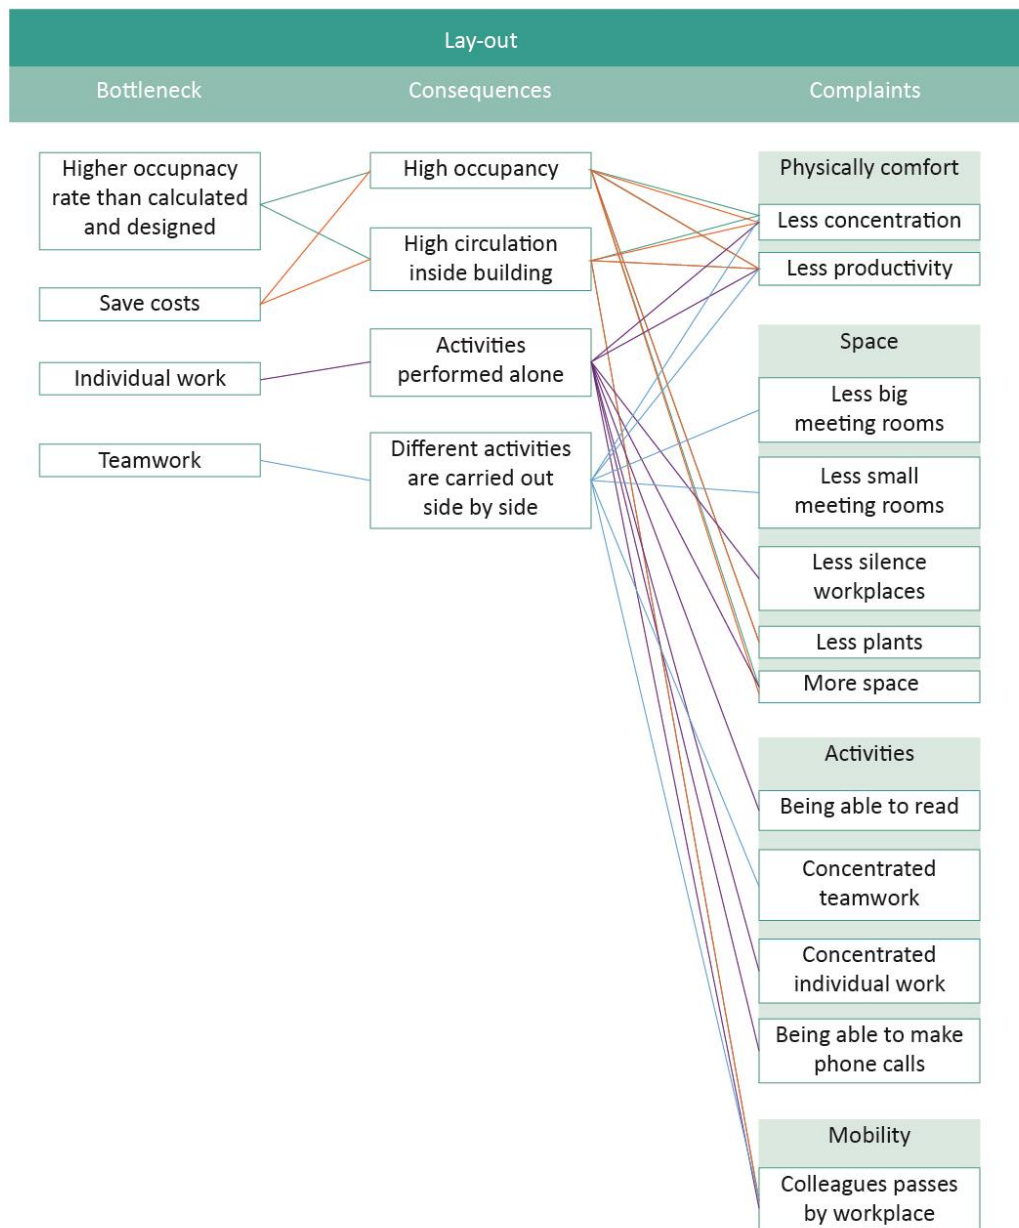 Lay-out
Bottleneck
Consequences
Complaints
Higher occupnacy
rate than calculated
and designed
Save costs
Individual work
Teamwork
High occupancy
High circulation
inside building
Activities
performed alone
Different activities
are carried out
side by side
Physically comfort
Less concentration
Less productivity
Space
Less big
meeting rooms
Less small
meeting rooms
Less silence
workplaces
Less plants
More space
Activities
Being able to read
Concentrated
teamwork
Concentrated
individual work
Being able to make
phone calls
Mobility
Colleagues passes
by workplace